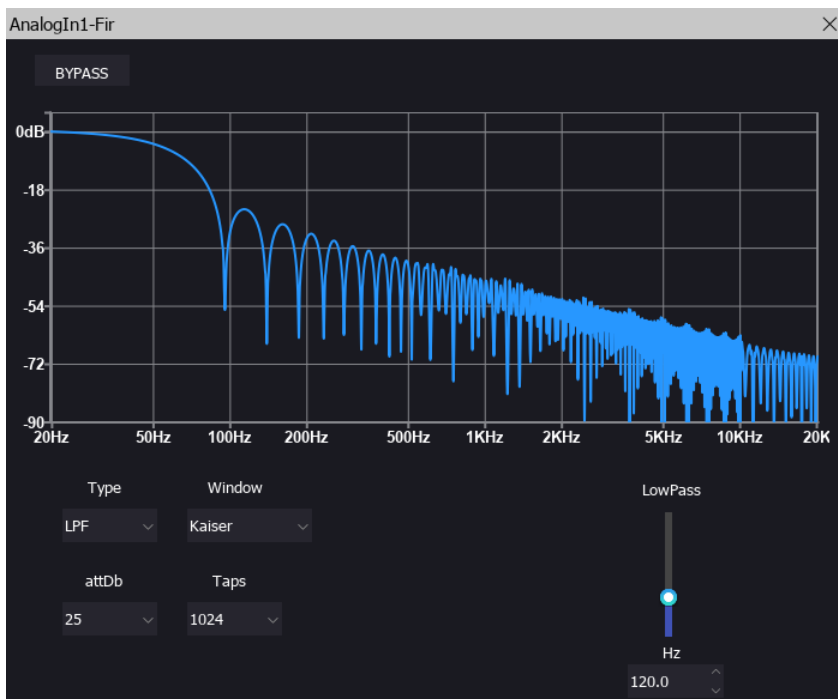 AnalogIn1-Fir
BYPASS
0dB
-18
-36
-54
-72
-90
20Hz 50Hz 100Hz 200Hz 500Hz 1KHz 2KHz 5KHz 10KHz 20K
Type Window LowPass
LPF Kaiser
attDb Taps
25 1024
Hz
120.0